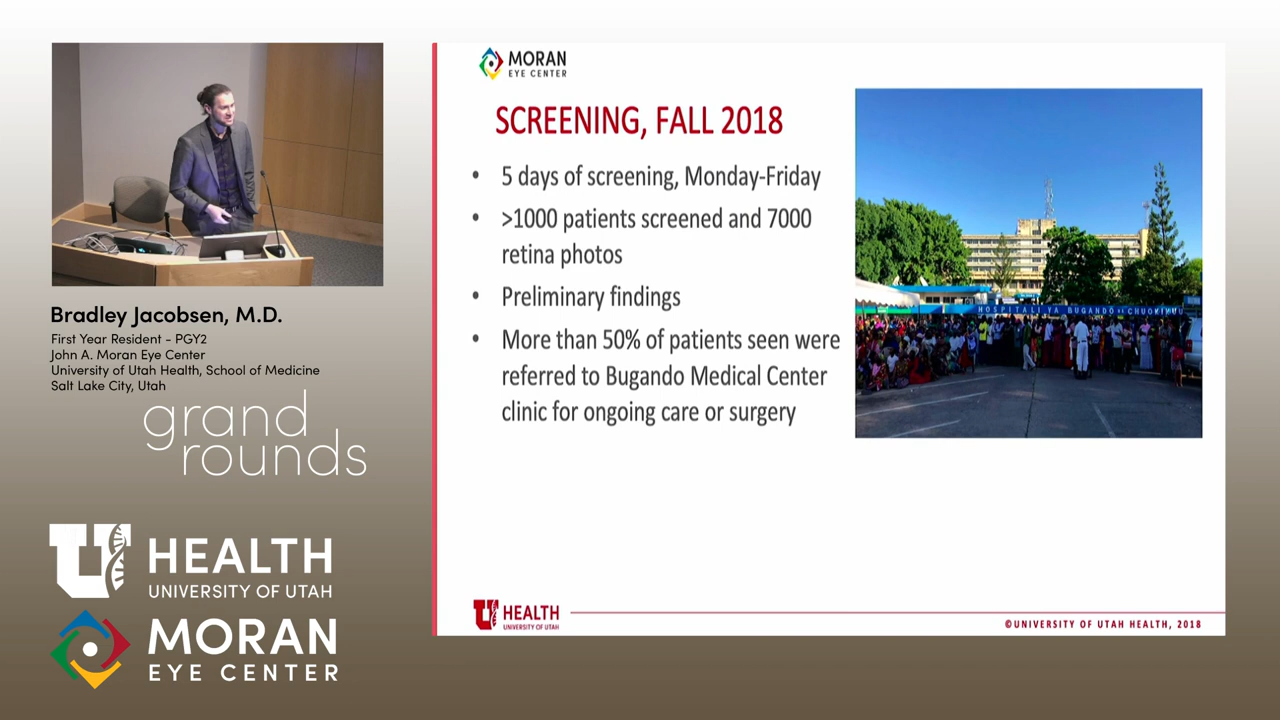 Bradley Jacobsen, M.D.
First Year Resident - PGY2
John A. Moran Eye Center
University of Utah Health, School of Medicine
Salt Lake City, Utah
grand
rounds
U
HEALTH
UNIVERSITY OF UTAH
MORAN
EYE CENTER
MORAN
EYE CENTER
SCREENING, FALL 2018
• 5 days of screening, Monday-Friday
• >1000 patients screened and 7000
retina photos
• Preliminary findings
• More than 50% of patients seen were
referred to Bugando Medical Center
clinic for ongoing care or surgery
HOSPITALI YA BUGANDO
U
HEALTH
UNIVERSITY OF UTAH
©UNIVERSITY OF UTAH HEALTH, 2018